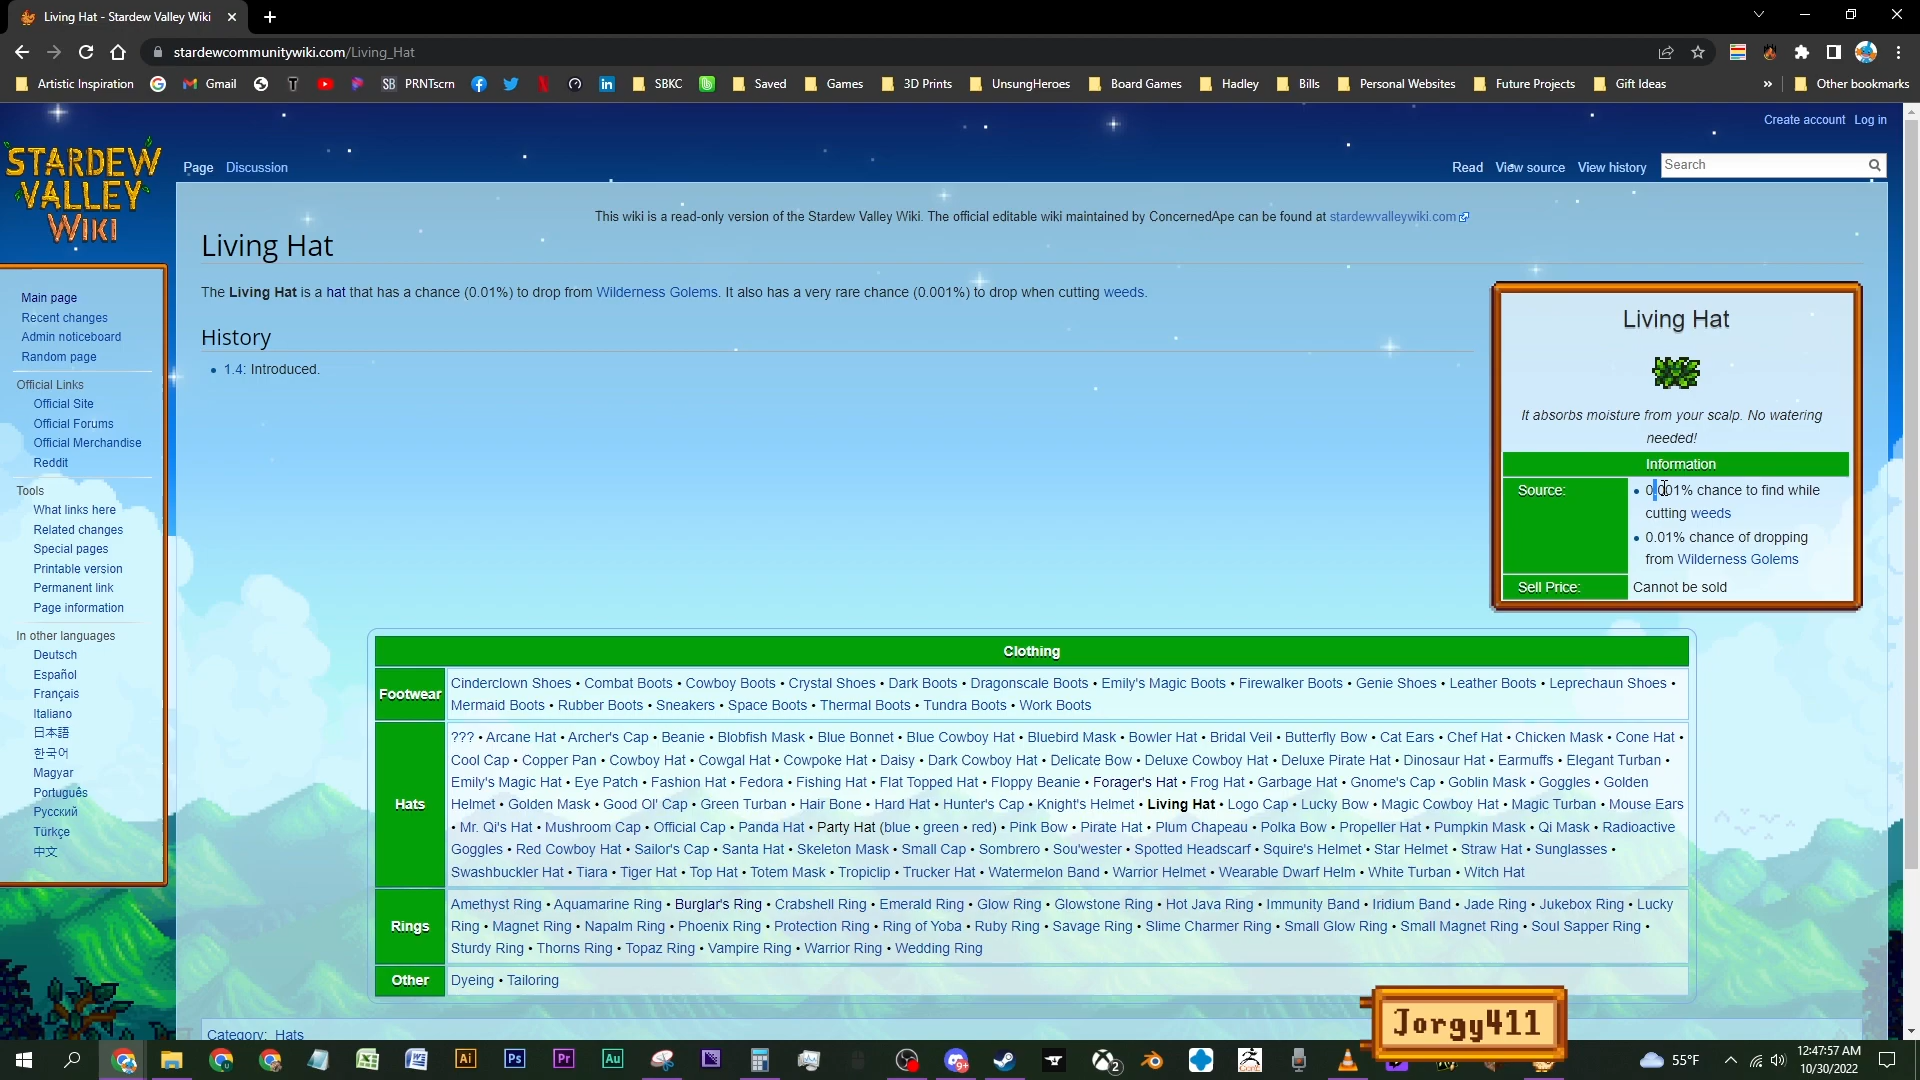 Living Hat - Stardew Valley Wiki
stardewcommunitywiki.com/Living_Hat
Artistic Inspiration
Gmail
SB PRNTscrn
SBKC
Saved
Games
3D Prints
UnsungHeroes
Board Games
Hadley
Bills
Personal Websites
Future Projects
Gift Ideas
»
Other bookmarks
Create account Log in
STARDEW
VALLEY
WIKI
Page Discussion
Read View source View history
Search
This wiki is a read-only version of the Stardew Valley Wiki. The official editable wiki maintained by ConcernedApe can be found at stardewvalleywiki.com
Living Hat
The Living Hat is a hat that has a chance (0.01%) to drop from Wilderness Golems. It also has a very rare chance (0.001%) to drop when cutting weeds.
History
• 1.4: Introduced.
Main page
Recent changes
Admin noticeboard
Random page
Official Links
Official Site
Official Forums
Official Merchandise
Reddit
Tools
What links here
Related changes
Special pages
Printable version
Permanent link
Page information
In other languages
Deutsch
Español
Français
Italiano
日本語
한국어
Magyar
Português
Русский
Türkçe
中文
Living Hat
It absorbs moisture from your scalp. No watering
needed!
Information
Source:
• 0.001% chance to find while
cutting weeds
• 0.01% chance of dropping
from Wilderness Golems
Sell Price: Cannot be sold
Clothing
Footwear
Cinderclown Shoes • Combat Boots • Cowboy Boots • Crystal Shoes • Dark Boots • Dragonscale Boots • Emily's Magic Boots • Firewalker Boots • Genie Shoes • Leather Boots • Leprechaun Shoes •
Mermaid Boots • Rubber Boots • Sneakers • Space Boots • Thermal Boots • Tundra Boots • Work Boots
Hats
??? • Arcane Hat • Archer's Cap • Beanie • Blobfish Mask • Blue Bonnet • Blue Cowboy Hat • Bluebird Mask • Bowler Hat • Bridal Veil • Butterfly Bow • Cat Ears • Chef Hat • Chicken Mask • Cone Hat •
Cool Cap • Copper Pan • Cowboy Hat • Cowgal Hat • Cowpoke Hat • Daisy • Dark Cowboy Hat • Delicate Bow • Deluxe Cowboy Hat • Deluxe Pirate Hat • Dinosaur Hat • Earmuffs • Elegant Turban •
Emily's Magic Hat • Eye Patch • Fashion Hat • Fedora • Fishing Hat • Flat Topped Hat • Floppy Beanie • Forager's Hat • Frog Hat • Garbage Hat • Gnome's Cap • Goblin Mask • Goggles • Golden
Helmet • Golden Mask • Good Ol' Cap • Green Turban • Hair Bone • Hard Hat • Hunter's Cap • Knight's Helmet • Living Hat • Logo Cap • Lucky Bow • Magic Cowboy Hat • Magic Turban • Mouse Ears
• Mr. Qi's Hat • Mushroom Cap • Official Cap • Panda Hat • Party Hat (blue • green • red) • Pink Bow • Pirate Hat • Plum Chapeau • Polka Bow • Propeller Hat • Pumpkin Mask • Qi Mask • Radioactive
Goggles • Red Cowboy Hat • Sailor's Cap • Santa Hat • Skeleton Mask • Small Cap • Sombrero • Sou'wester • Spotted Headscarf • Squire's Helmet • Star Helmet • Straw Hat • Sunglasses •
Swashbuckler Hat • Tiara • Tiger Hat • Top Hat • Totem Mask • Tropiclip • Trucker Hat • Watermelon Band • Warrior Helmet • Wearable Dwarf Helm • White Turban • Witch Hat
Rings
Amethyst Ring • Aquamarine Ring • Burglar's Ring • Crabshell Ring • Emerald Ring • Glow Ring • Glowstone Ring • Hot Java Ring • Immunity Band • Iridium Band • Jade Ring • Jukebox Ring • Lucky
Ring • Magnet Ring • Napalm Ring • Phoenix Ring • Protection Ring • Ring of Yoba • Ruby Ring • Savage Ring • Slime Charmer Ring • Small Glow Ring • Small Magnet Ring • Soul Sapper Ring •
Sturdy Ring • Thorns Ring • Topaz Ring • Vampire Ring • Warrior Ring • Wedding Ring
Other
Dyeing • Tailoring
Category: Hats
Jorgy411
Ai
Ps
Pr
Au
9+
2
55°F
12:47:57 AM
10/30/2022